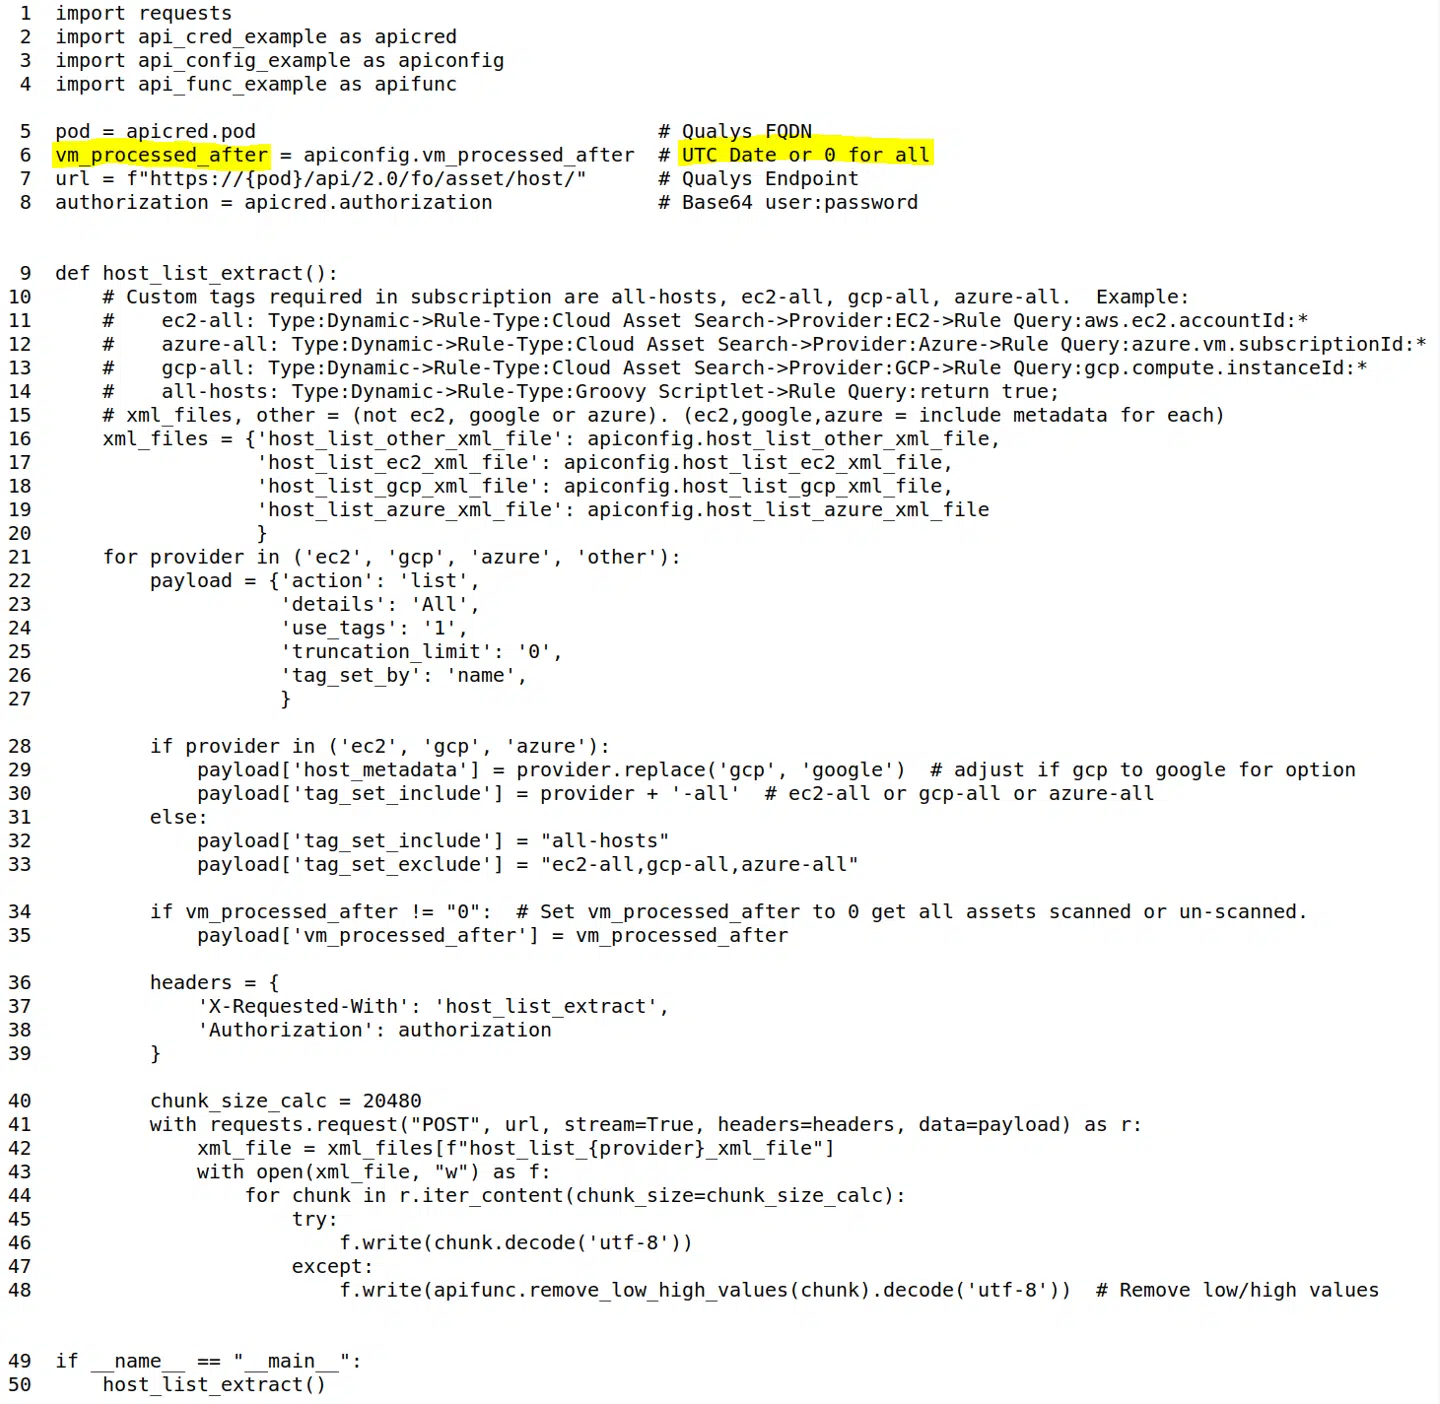 1 import requests
2 import api_cred_example as apicred
3 import api_config_example as apiconfig
4 import api_func_example as apifunc
5 pod = apicred.pod # Qualys FQDN
6 vm_processed_after = apiconfig.vm_processed_after # UTC Date or 0 for all
7 url = f"https://{pod}/api/2.0/fo/asset/host/" # Qualys Endpoint
8 authorization = apicred.authorization # Base64 user:password
9 def host_list_extract():
10     # Custom tags required in subscription are all-hosts, ec2-all, gcp-all, azure-all.  Example:
11     #    ec2-all: Type:Dynamic->Rule-Type:Cloud Asset Search->Provider:EC2->Rule Query:aws.ec2.accountId:*
12     #    azure-all: Type:Dynamic->Rule-Type:Cloud Asset Search->Provider:Azure->Rule Query:azure.vm.subscriptionId:*
13     #    gcp-all: Type:Dynamic->Rule-Type:Cloud Asset Search->Provider:GCP->Rule Query:gcp.compute.instanceId:*
14     #    all-hosts: Type:Dynamic->Rule-Type:Groovy Scriptlet->Rule Query:return true;
15     # xml_files, other = (not ec2, google or azure). (ec2,google,azure = include metadata for each)
16     xml_files = {'host_list_other_xml_file': apiconfig.host_list_other_xml_file,
17                  'host_list_ec2_xml_file': apiconfig.host_list_ec2_xml_file,
18                  'host_list_gcp_xml_file': apiconfig.host_list_gcp_xml_file,
19                  'host_list_azure_xml_file': apiconfig.host_list_azure_xml_file
20                  }
21     for provider in ('ec2', 'gcp', 'azure', 'other'):
22         payload = {'action': 'list',
23                    'details': 'All',
24                    'use_tags': '1',
25                    'truncation_limit': '0',
26                    'tag_set_by': 'name',
27                    }
28         if provider in ('ec2', 'gcp', 'azure'):
29             payload['host_metadata'] = provider.replace('gcp', 'google')  # adjust if gcp to google for option
30             payload['tag_set_include'] = provider + '-all'  # ec2-all or gcp-all or azure-all
31         else:
32             payload['tag_set_include'] = "all-hosts"
33             payload['tag_set_exclude'] = "ec2-all,gcp-all,azure-all"
34         if vm_processed_after != "0":  # Set vm_processed_after to 0 get all assets scanned or un-scanned.
35             payload['vm_processed_after'] = vm_processed_after
36         headers = {
37             'X-Requested-With': 'host_list_extract',
38             'Authorization': authorization
39         }
40         chunk_size_calc = 20480
41         with requests.request("POST", url, stream=True, headers=headers, data=payload) as r:
42             xml_file = xml_files[f"host_list_{provider}_xml_file"]
43             with open(xml_file, "w") as f:
44                 for chunk in r.iter_content(chunk_size=chunk_size_calc):
45                     try:
46                         f.write(chunk.decode('utf-8'))
47                     except:
48                         f.write(apifunc.remove_low_high_values(chunk).decode('utf-8'))  # Remove low/high values
49 if __name__ == "__main__":
50     host_list_extract()